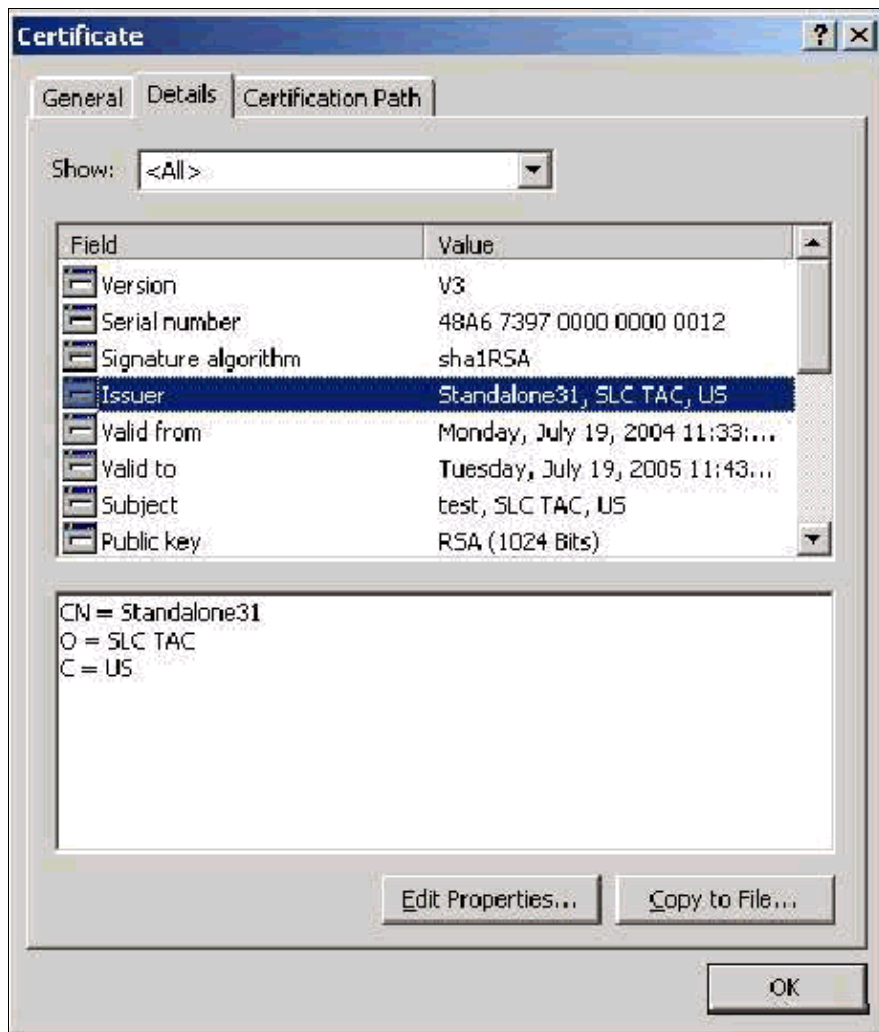 Certificate
General Details Certification Path
Show: <All>
Field Value
Version V3
Serial number 48A6 7397 0000 0000 0012
Signature algorithm sha1RSA
Issuer Standalone31, SLC TAC, US
Valid from Monday, July 19, 2004 11:33:...
Valid to Tuesday, July 19, 2005 11:43...
Subject test, SLC TAC, US
Public key RSA (1024 Bits)
CN = Standalone31
O = SLC TAC
C = US
Edit Properties... Copy to File...
OK